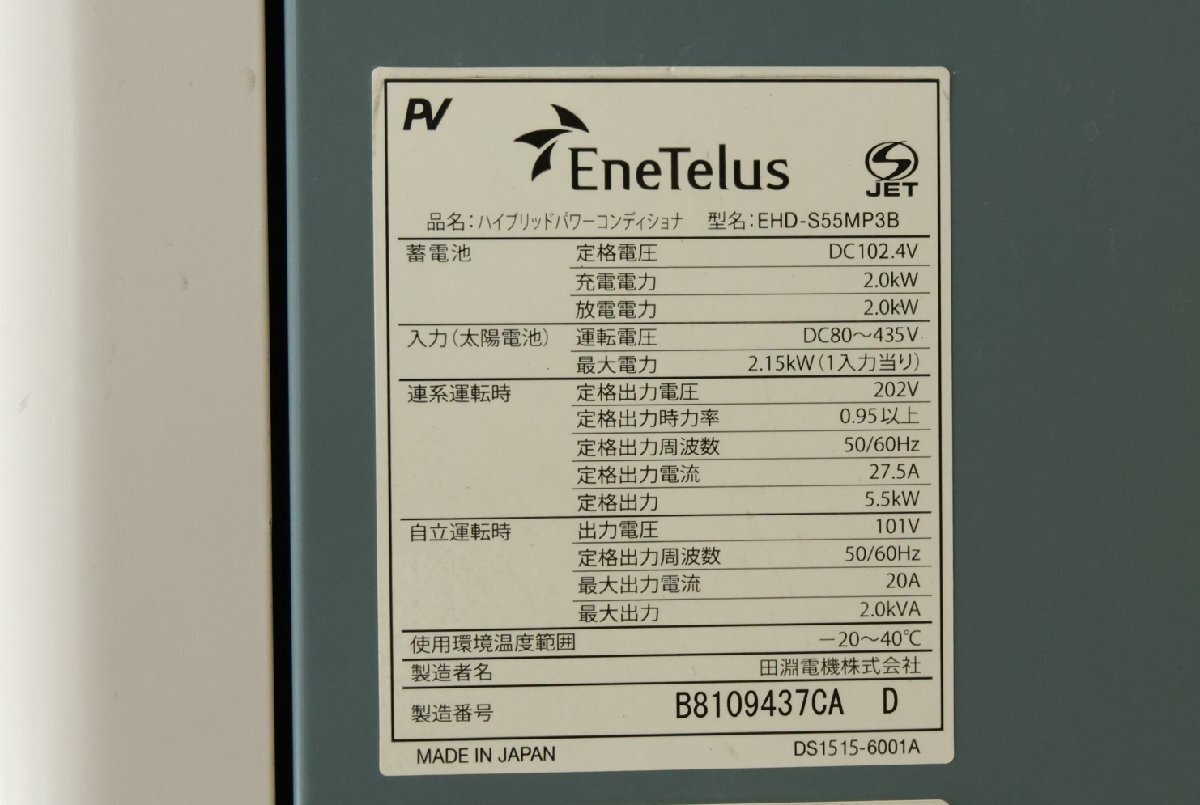 PV
EneTelus
JET
品名：ハイブリッドパワーコンディショナ 型名：EHD-S55MP3B
蓄電池 定格電圧 DC102.4V
充電電力 2.0kW
放電電力 2.0kW
入力（太陽電池） 運転電圧 DC80～435V
最大電力 2.15kW（1入力当り）
連系運転時 定格出力電圧 202V
定格出力時力率 0.95以上
定格出力周波数 50/60Hz
定格出力電流 27.5A
定格出力 5.5kW
自立運転時 出力電圧 101V
定格出力周波数 50/60Hz
最大出力電流 20A
最大出力 2.0kVA
使用環境温度範囲 －20～40℃
製造者名 田淵電機株式会社
製造番号 B8109437CA D
MADE IN JAPAN DS1515-6001A